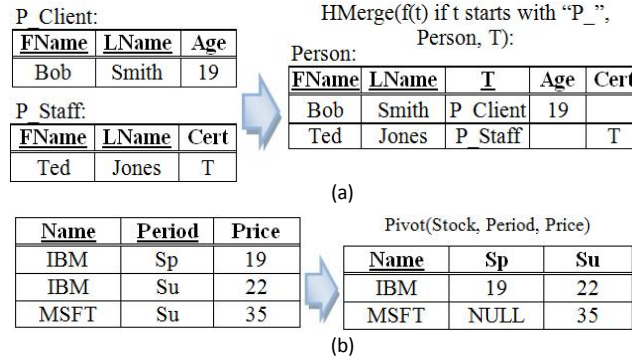 P_Client:
FName LName Age
Bob Smith 19
P_Staff:
FName LName Cert
Ted Jones T
HMerge(f(t) if t starts with “P_”,
Person, T):
Person:
FName LName T Age Cert
Bob Smith P_Client 19
Ted Jones P_Staff T
(a)
Name Period Price
IBM Sp 19
IBM Su 22
MSFT Su 35
Pivot(Stock, Period, Price)
Name Sp Su
IBM 19 22
MSFT NULL 35
(b)